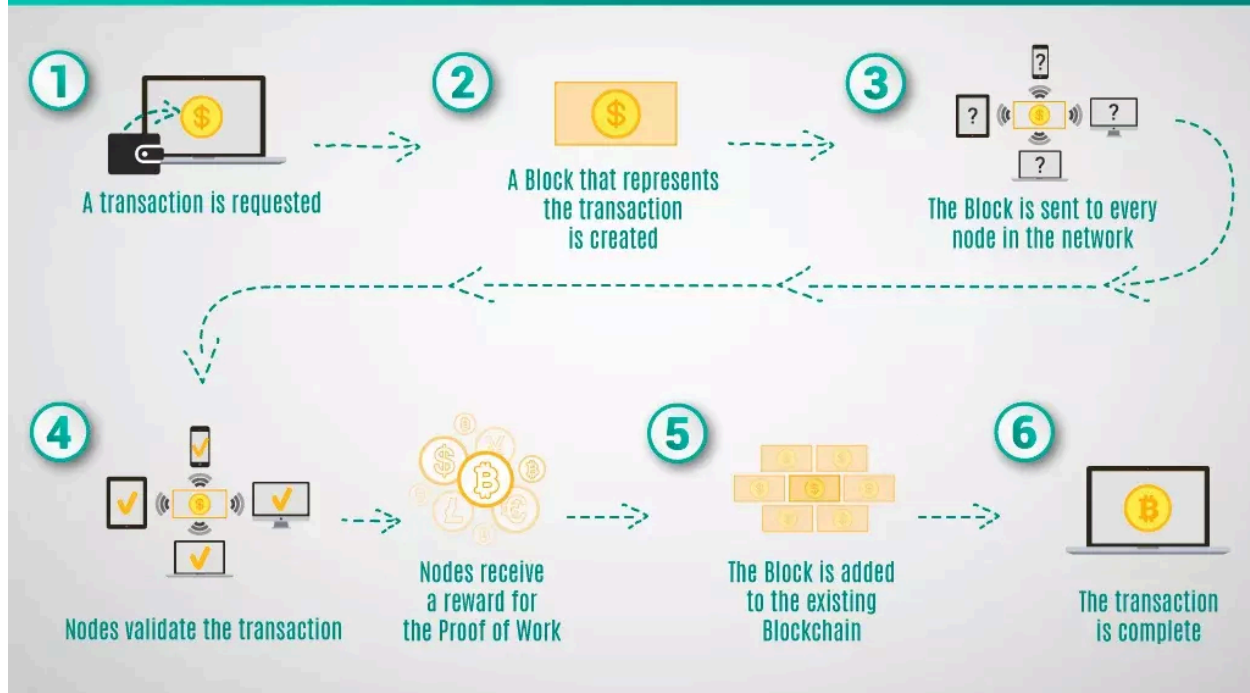 1
A transaction is requested
2
A Block that represents
the transaction
is created
3
?
?
?
?
The Block is sent to every
node in the network
4
Nodes validate the transaction
Nodes receive
a reward for
the Proof of Work
5
The Block is added
to the existing
Blockchain
6
The transaction
is complete